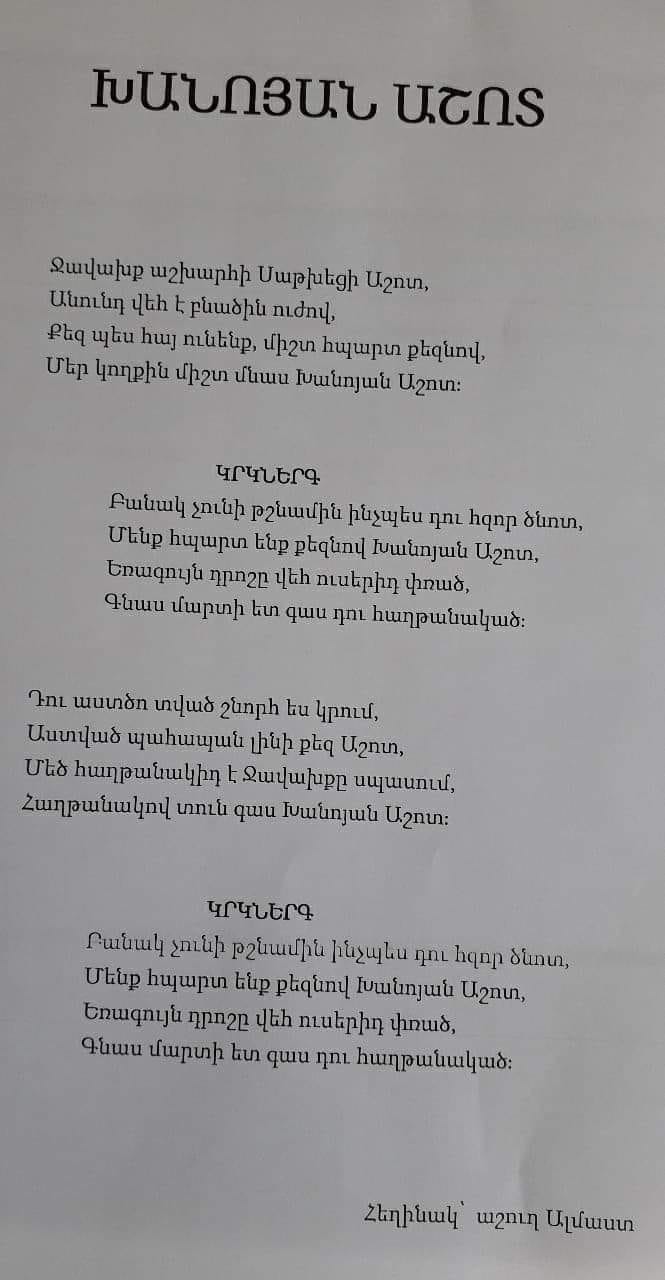 ԽԱՆՈՅԱՆ ԱՇՈՏ
Ջավախք աշխարհի Սաթխեցի Աշոտ,
Անունդ վեհ է բնածին ուժով,
Քեզ պես հայ ունենք, միշտ հպարտ քեզնով,
Մեր կողքին միշտ մնաս Խանոյան Աշոտ:
ԿՐԿՆԵՐԳ
Բանակ չունի թշնամին ինչպես դու հզոր ծնոտ,
Մենք հպարտ ենք քեզնով Խանոյան Աշոտ,
Եռագույն դրոշը վեհ ուսերիդ փռած,
Գնաս մարտի ետ գաս դու հաղթանակած:
Դու աստծո տված շնորհ ես կրում,
Աստված պահապան լինի քեզ Աշոտ,
Մեծ հաղթանակիդ է Ջավախքը սպասում,
Հաղթանակով տուն գաս Խանոյան Աշոտ:
ԿՐԿՆԵՐԳ
Բանակ չունի թշնամին ինչպես դու հզոր ծնոտ,
Մենք հպարտ ենք քեզնով Խանոյան Աշոտ,
Եռագույն դրոշը վեհ ուսերիդ փռած,
Գնաս մարտի ետ գաս դու հաղթանակած:
Հեղինակ՝ աշուղ Ալմաստ